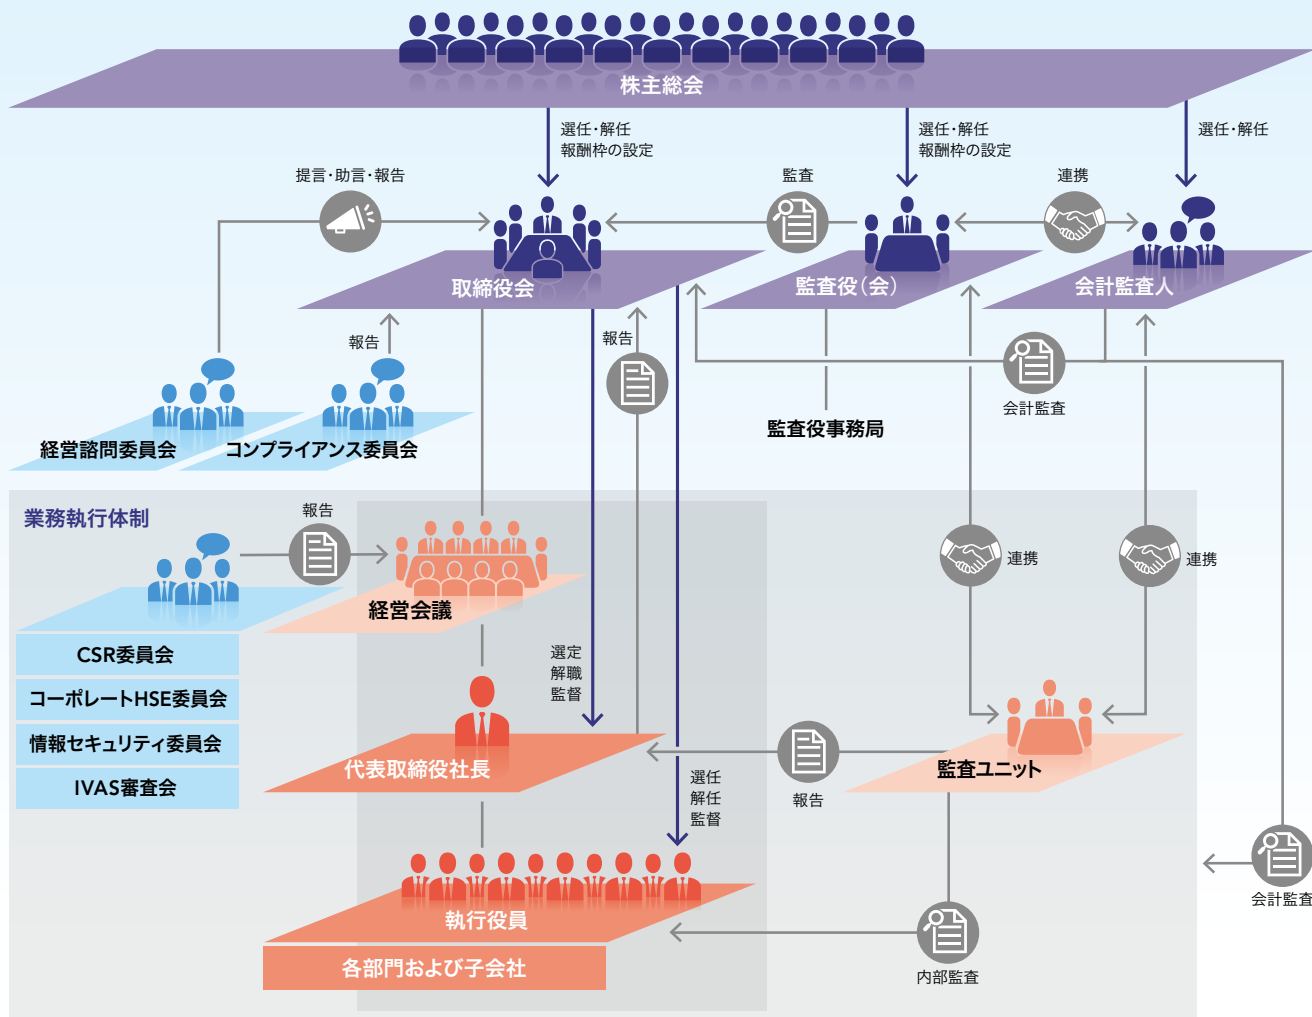 株主総会
選任・解任
報酬枠の設定
選任・解任
報酬枠の設定
選任・解任
提言・助言・報告
監査
連携
取締役会
監査役（会）
会計監査人
報告
報告
会計監査
経営諮問委員会
コンプライアンス委員会
監査役事務局
業務執行体制
報告
連携
連携
経営会議
CSR委員会
コーポレートHSE委員会
情報セキュリティ委員会
IVAS審査会
選定
解職
監督
代表取締役社長
監査ユニット
報告
選任
解任
監督
執行役員
会計監査
各部門および子会社
内部監査